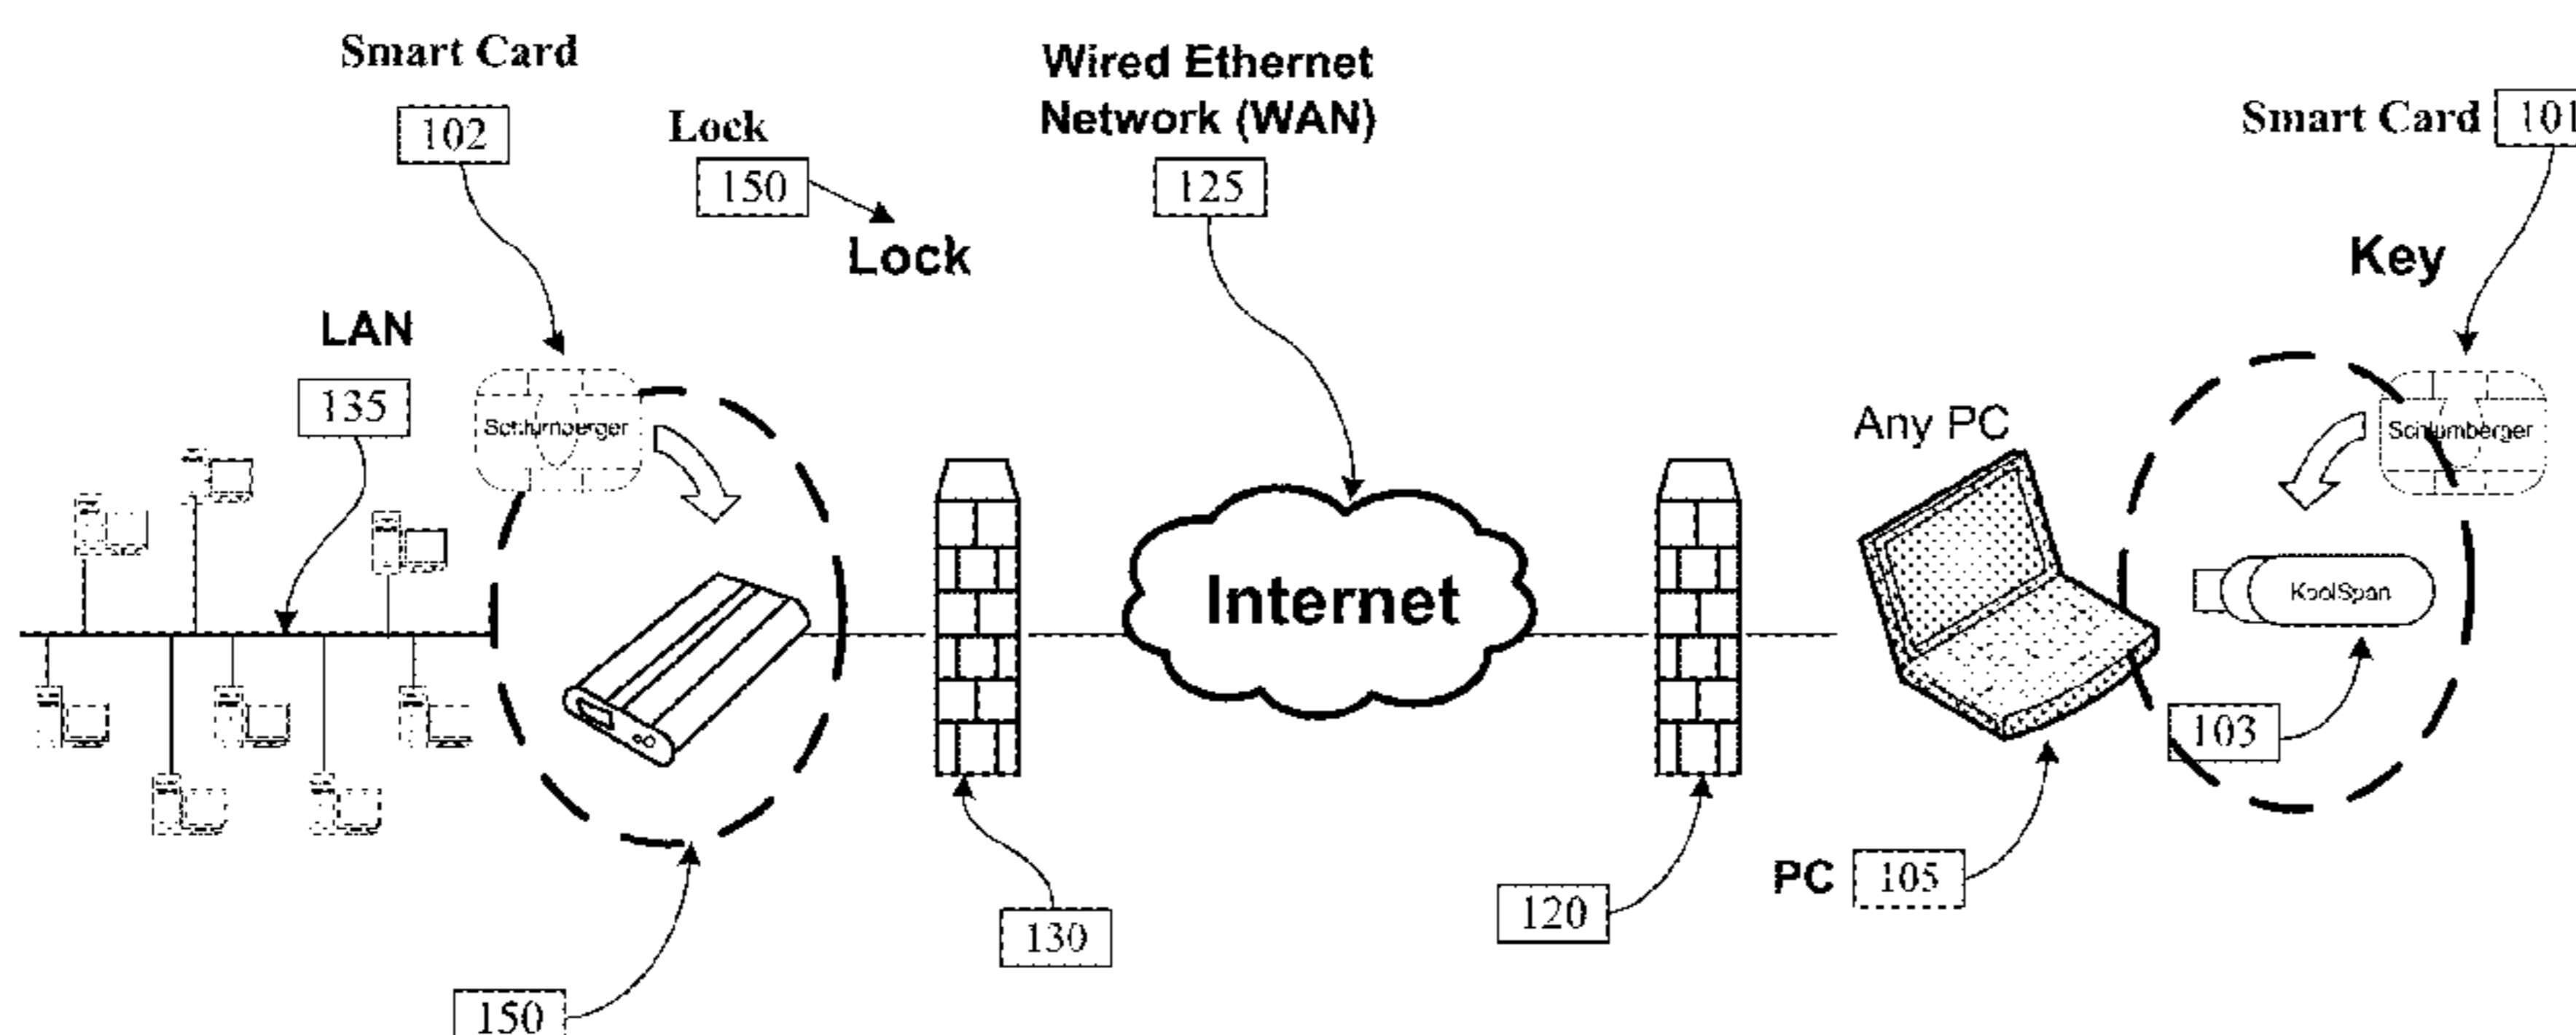 Smart Card
102
Lock
150
Lock
Wired Ethernet
Network (WAN)
125
Smart Card 101
Key
LAN
135
Schlumberger
Any PC
Schlumberger
Internet
KoolSpan
103
PC 105
130
120
150